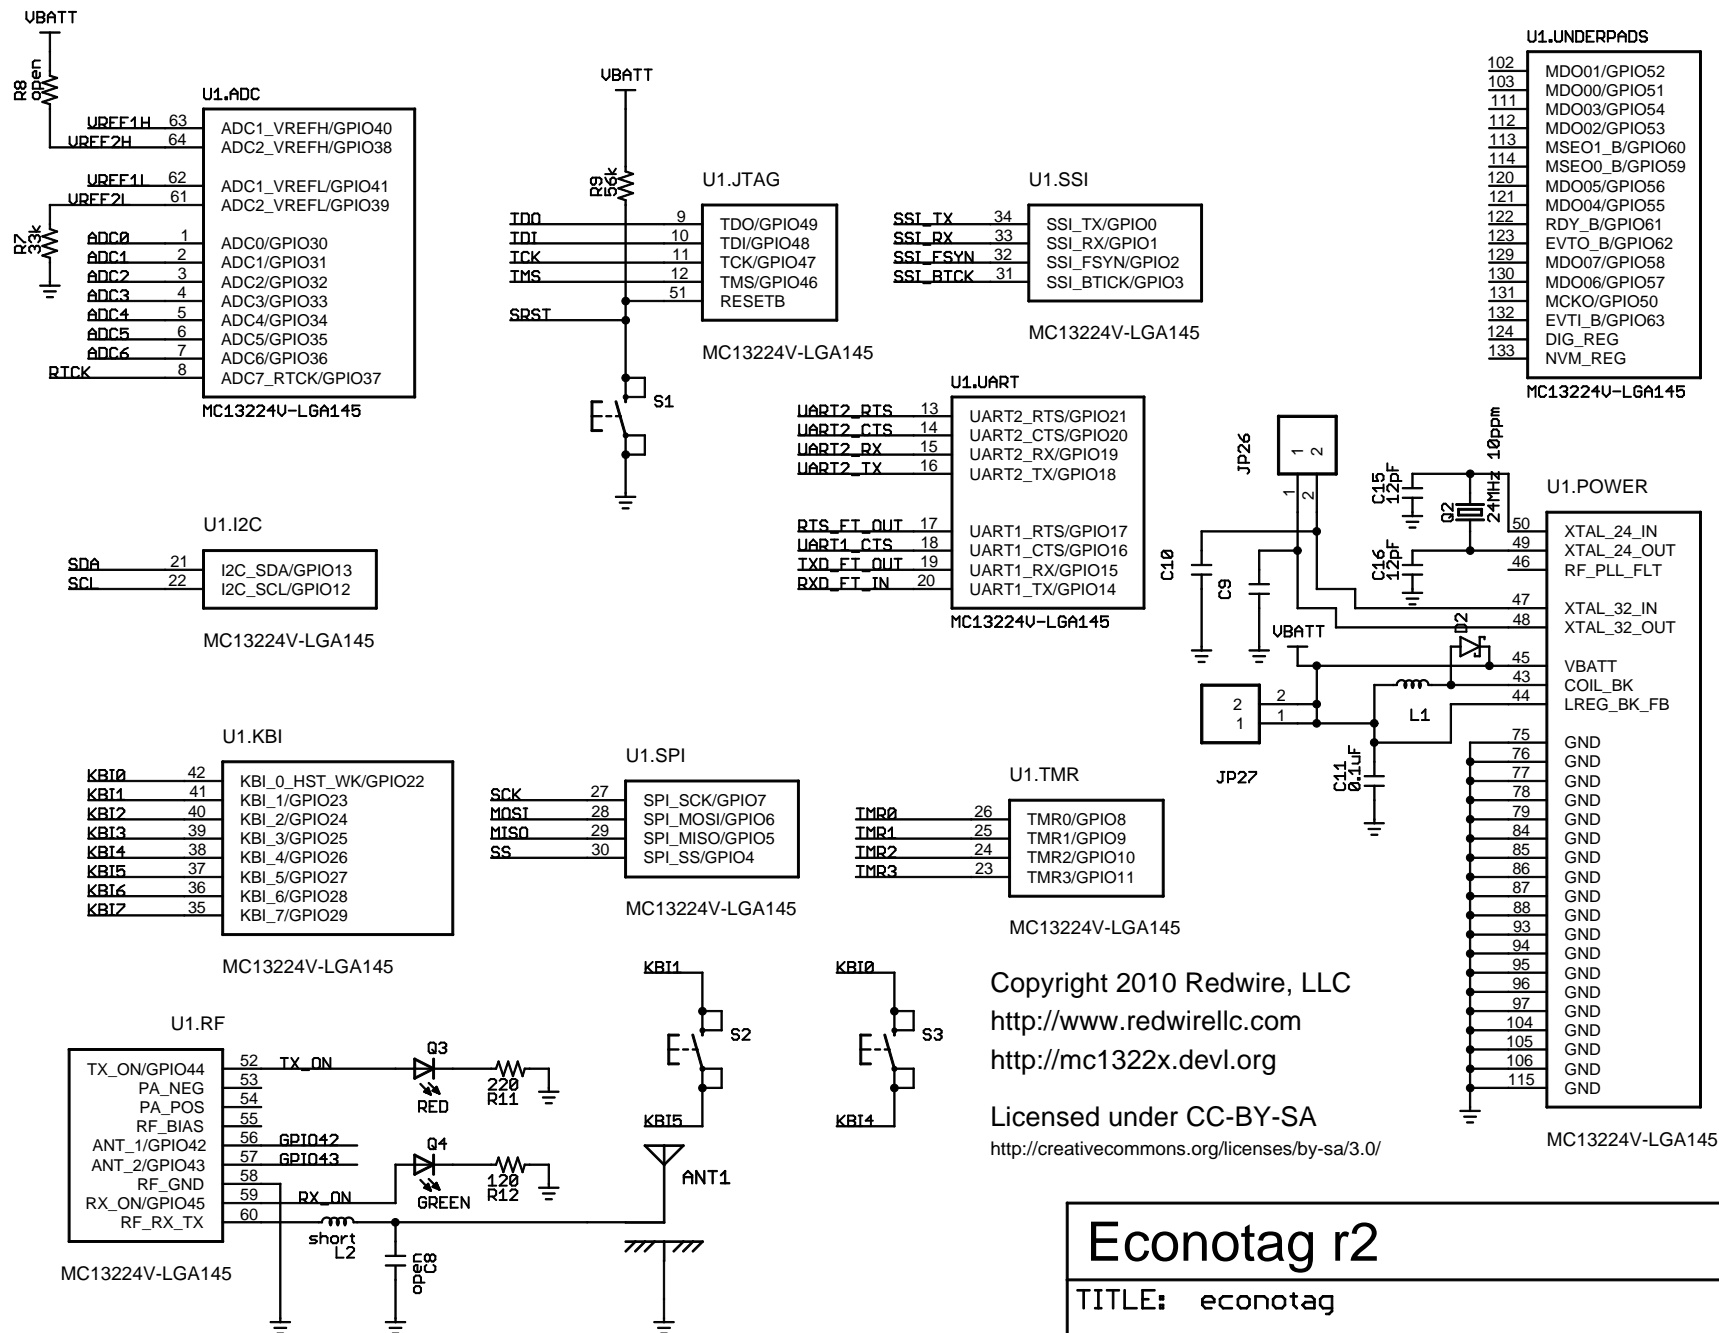 VBATT
R8
open
U1.ADC
VREF1H 63 ADC1_VREFH/GPIO40
VREF2H 64 ADC2_VREFH/GPIO38
VREF1L 62 ADC1_VREFL/GPIO41
VREF2L 61 ADC2_VREFL/GPIO39
R7
33k
ADC0 1 ADC0/GPIO30
ADC1 2 ADC1/GPIO31
ADC2 3 ADC2/GPIO32
ADC3 4 ADC3/GPIO33
ADC4 5 ADC4/GPIO34
ADC5 6 ADC5/GPIO35
ADC6 7 ADC6/GPIO36
RTCK 8 ADC7_RTCK/GPIO37
MC13224V-LGA145
VBATT
R9
56k
U1.JTAG
TDO 9 TDO/GPIO49
TDI 10 TDI/GPIO48
TCK 11 TCK/GPIO47
TMS 12 TMS/GPIO46
51 RESETB
SRST
MC13224V-LGA145
S1
U1.SSI
SSI_TX 34 SSI_TX/GPIO0
SSI_RX 33 SSI_RX/GPIO1
SSI_FSYN 32 SSI_FSYN/GPIO2
SSI_BTCK 31 SSI_BTICK/GPIO3
MC13224V-LGA145
U1.UNDERPADS
102 MDO01/GPIO52
103 MDO00/GPIO51
111 MDO03/GPIO54
112 MDO02/GPIO53
113 MSEO1_B/GPIO60
114 MSEO0_B/GPIO59
120 MDO05/GPIO56
121 MDO04/GPIO55
122 RDY_B/GPIO61
123 EVTO_B/GPIO62
129 MDO07/GPIO58
130 MDO06/GPIO57
131 MCKO/GPIO50
132 EVTI_B/GPIO63
124 DIG_REG
133 NVM_REG
MC13224V-LGA145
U1.UART
UART2_RTS 13 UART2_RTS/GPIO21
UART2_CTS 14 UART2_CTS/GPIO20
UART2_RX 15 UART2_RX/GPIO19
UART2_TX 16 UART2_TX/GPIO18
RTS_FT_OUT 17 UART1_RTS/GPIO17
UART1_CTS 18 UART1_CTS/GPIO16
TXD_FT_OUT 19 UART1_RX/GPIO15
RXD_FT_IN 20 UART1_TX/GPIO14
MC13224V-LGA145
U1.I2C
SDA 21 I2C_SDA/GPIO13
SCL 22 I2C_SCL/GPIO12
MC13224V-LGA145
JP26
1 2
1 2
C10
C9
C15
12pF
C16
12pF
Q2
24MHz 10ppm
VBATT
D2
L1
2 2
1 1
JP27
C11
0.1uF
U1.POWER
50 XTAL_24_IN
49 XTAL_24_OUT
46 RF_PLL_FLT
47 XTAL_32_IN
48 XTAL_32_OUT
45 VBATT
43 COIL_BK
44 LREG_BK_FB
75 GND
76 GND
77 GND
78 GND
79 GND
84 GND
85 GND
86 GND
87 GND
88 GND
93 GND
94 GND
95 GND
96 GND
97 GND
104 GND
105 GND
106 GND
115 GND
MC13224V-LGA145
U1.KBI
KBI0 42 KBI_0_HST_WK/GPIO22
KBI1 41 KBI_1/GPIO23
KBI2 40 KBI_2/GPIO24
KBI3 39 KBI_3/GPIO25
KBI4 38 KBI_4/GPIO26
KBI5 37 KBI_5/GPIO27
KBI6 36 KBI_6/GPIO28
KBI7 35 KBI_7/GPIO29
MC13224V-LGA145
U1.SPI
SCK 27 SPI_SCK/GPIO7
MOSI 28 SPI_MOSI/GPIO6
MISO 29 SPI_MISO/GPIO5
SS 30 SPI_SS/GPIO4
MC13224V-LGA145
U1.TMR
TMR0 26 TMR0/GPIO8
TMR1 25 TMR1/GPIO9
TMR2 24 TMR2/GPIO10
TMR3 23 TMR3/GPIO11
MC13224V-LGA145
KBI1
S2
KBI5
KBI0
S3
KBI4
U1.RF
TX_ON/GPIO44 52 TX_ON
PA_NEG 53
PA_POS 54
RF_BIAS 55
ANT_1/GPIO42 56 GPIO42
ANT_2/GPIO43 57 GPIO43
RF_GND 58
RX_ON/GPIO45 59 RX_ON
RF_RX_TX 60
MC13224V-LGA145
Q3
RED
220
R11
Q4
GREEN
120
R12
short
L2
open
C8
ANT1
Copyright 2010 Redwire, LLC
http://www.redwirellc.com
http://mc1322x.devl.org
Licensed under CC-BY-SA
http://creativecommons.org/licenses/by-sa/3.0/
Econotag r2
TITLE: econotag